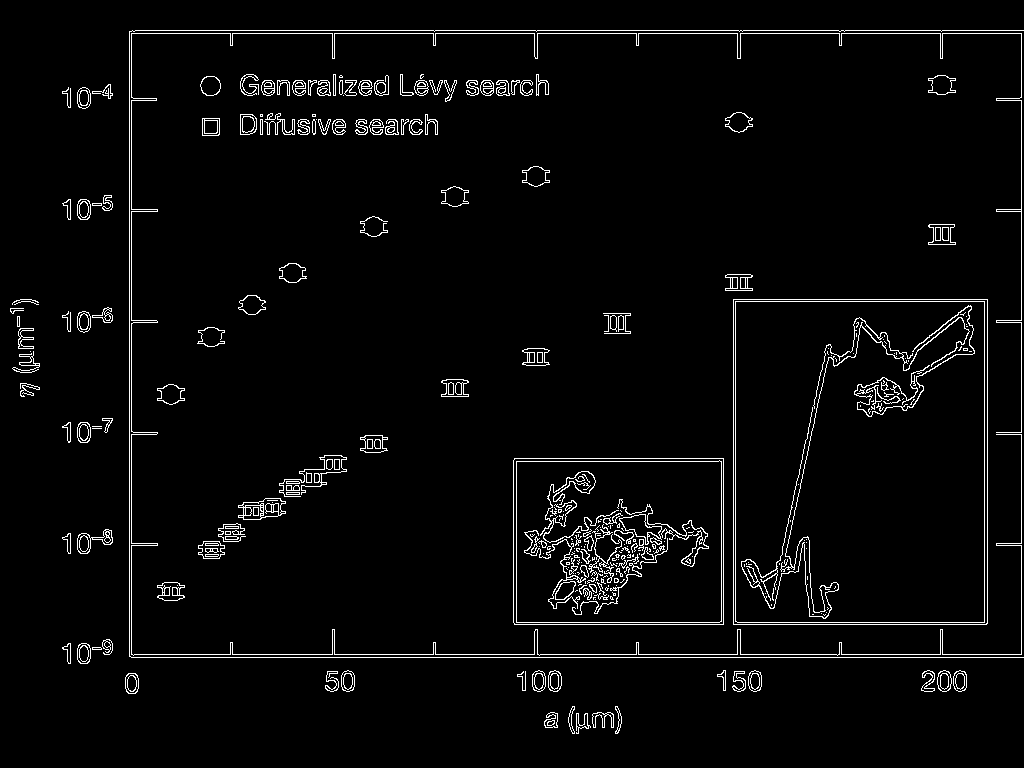 Generalized Lévy search
Diffusive search
10⁻⁴
10⁻⁵
10⁻⁶
10⁻⁷
10⁻⁸
10⁻⁹
η (μm⁻¹)
0 50 100 150 200
a (μm)